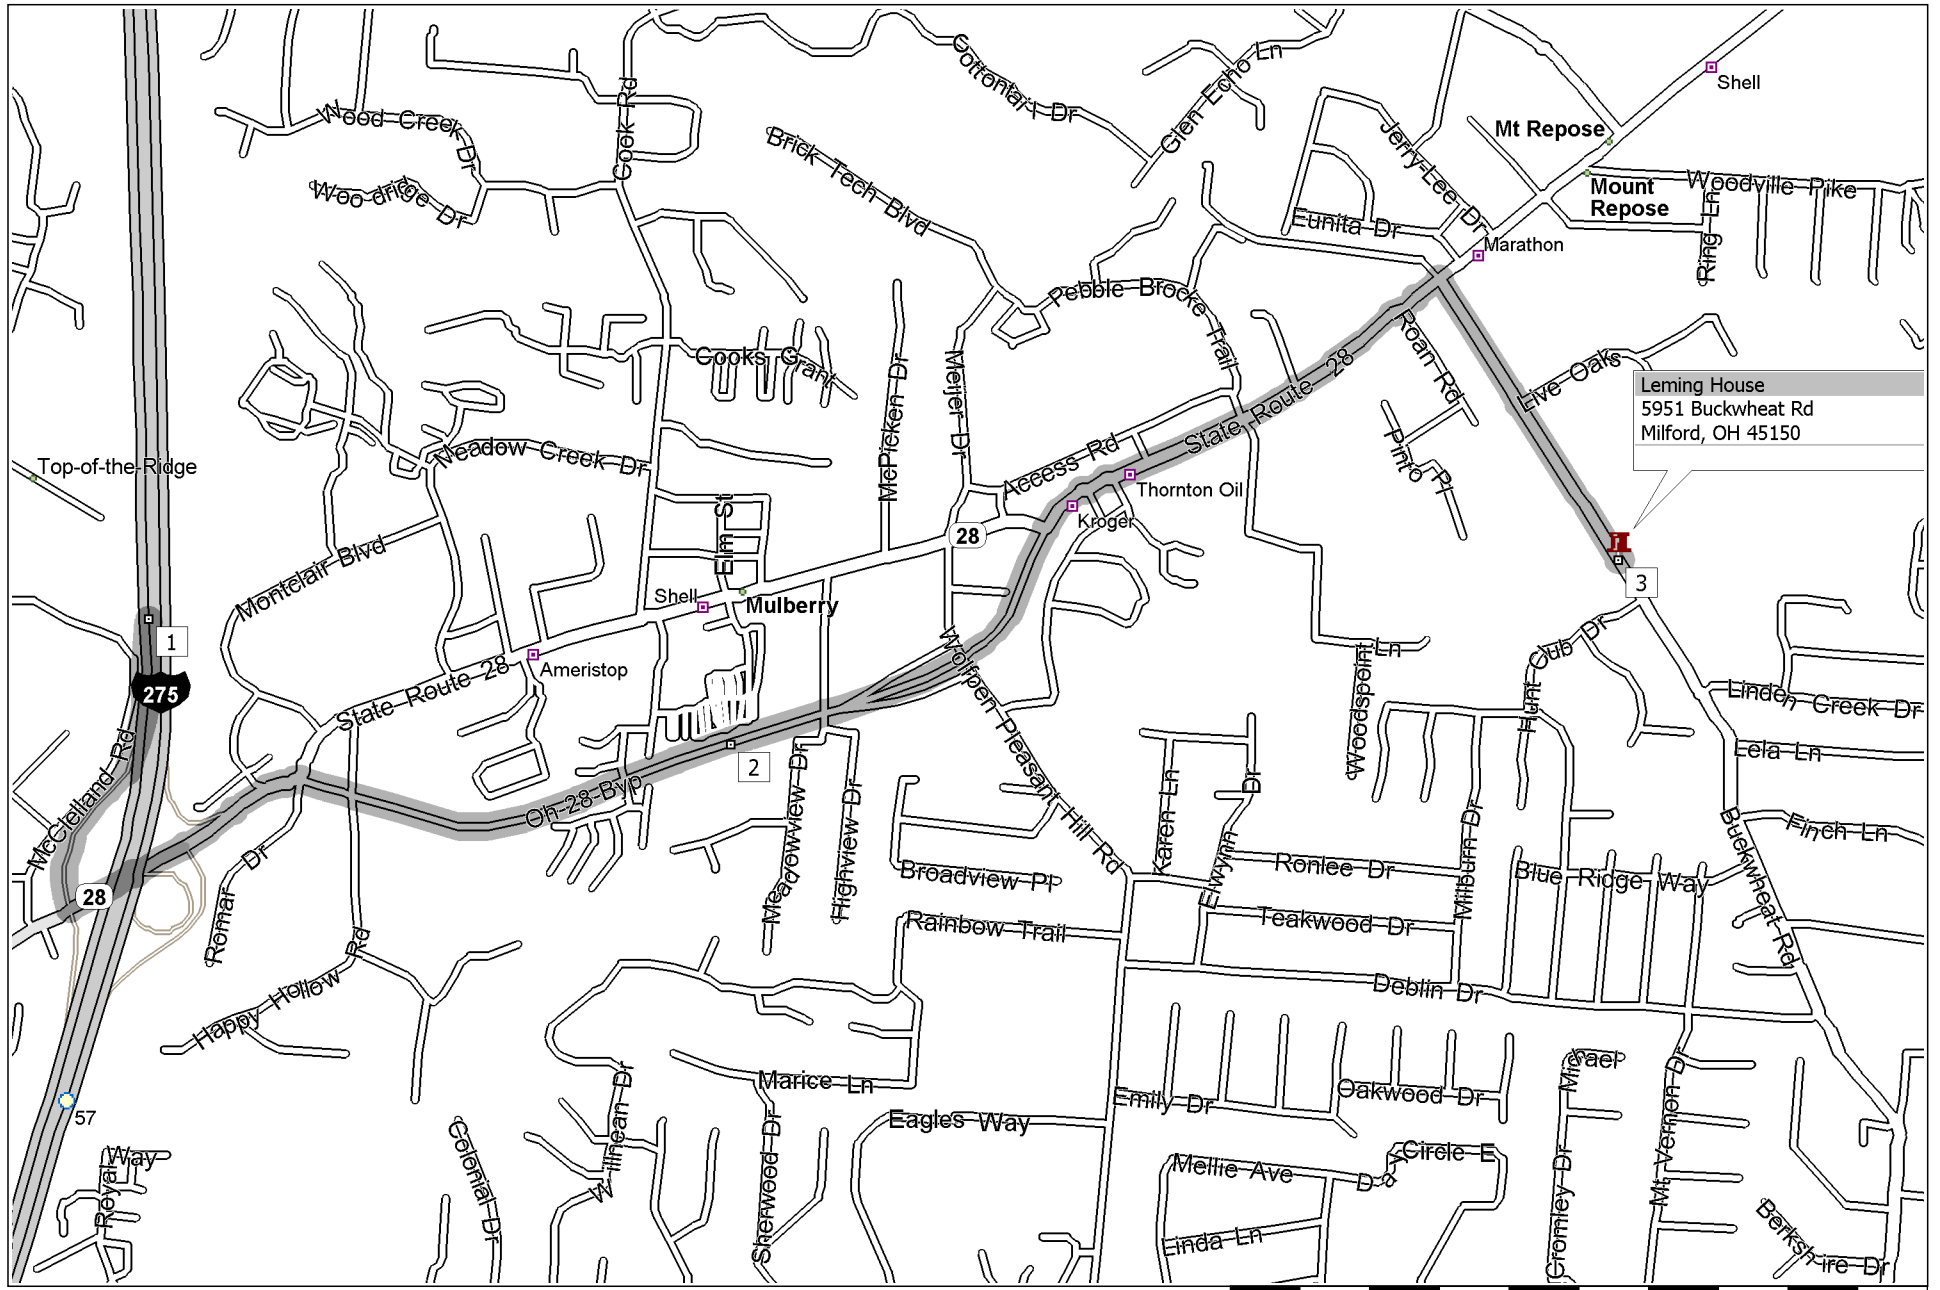 Shell
Cottontail Dr
Glen Echo Ln
Wood Creek Dr
Cook Rd
Brick Tech Blvd
Jerry Lee Dr
Mt Repose
Mount
Repose
Woodville Pike
Ring Ln
Woodridge Dr
Eunita Dr
Marathon
Pebble Brooke Trail
Cooks Grant
McPicken Dr
Meijer Dr
Roan Rd
State Route 28
Live Oaks
Leming House
5951 Buckwheat Rd
Milford, OH 45150
Top-of-the-Ridge
Meadow Creek Dr
Access Rd
Pinto Pl
Thornton Oil
Kroger
Elm St
28
Montclair Blvd
Shell
Mulberry
3
1
275
State Route 28
Ameristop
Wolfpen Pleasant Hill Rd
Woodspoint Ln
Hunt Cub Dr
Linden Creek Dr
Lela Ln
McClelland Rd
2
Oh-28-Byp
Meadowview Dr
Highview Dr
Karen Ln
Elwynn Dr
Milburn Dr
Buckwheat Rd
Finch Ln
28
Romar Dr
Broadview Pl
Ronlee Dr
Blue Ridge Way
Rainbow Trail
Teakwood Dr
Happy Hollow Rd
Deblin Dr
57
Willnean Dr
Marice Ln
Emily Dr
Oakwood Dr
Micael
Mt Vernon Dr
Eagles Way
Colonial Dr
Sherwood Dr
Royal Way
Mellie Ave
Day
Circle E
Cromley Dr
Linda Ln
Berkshire Dr